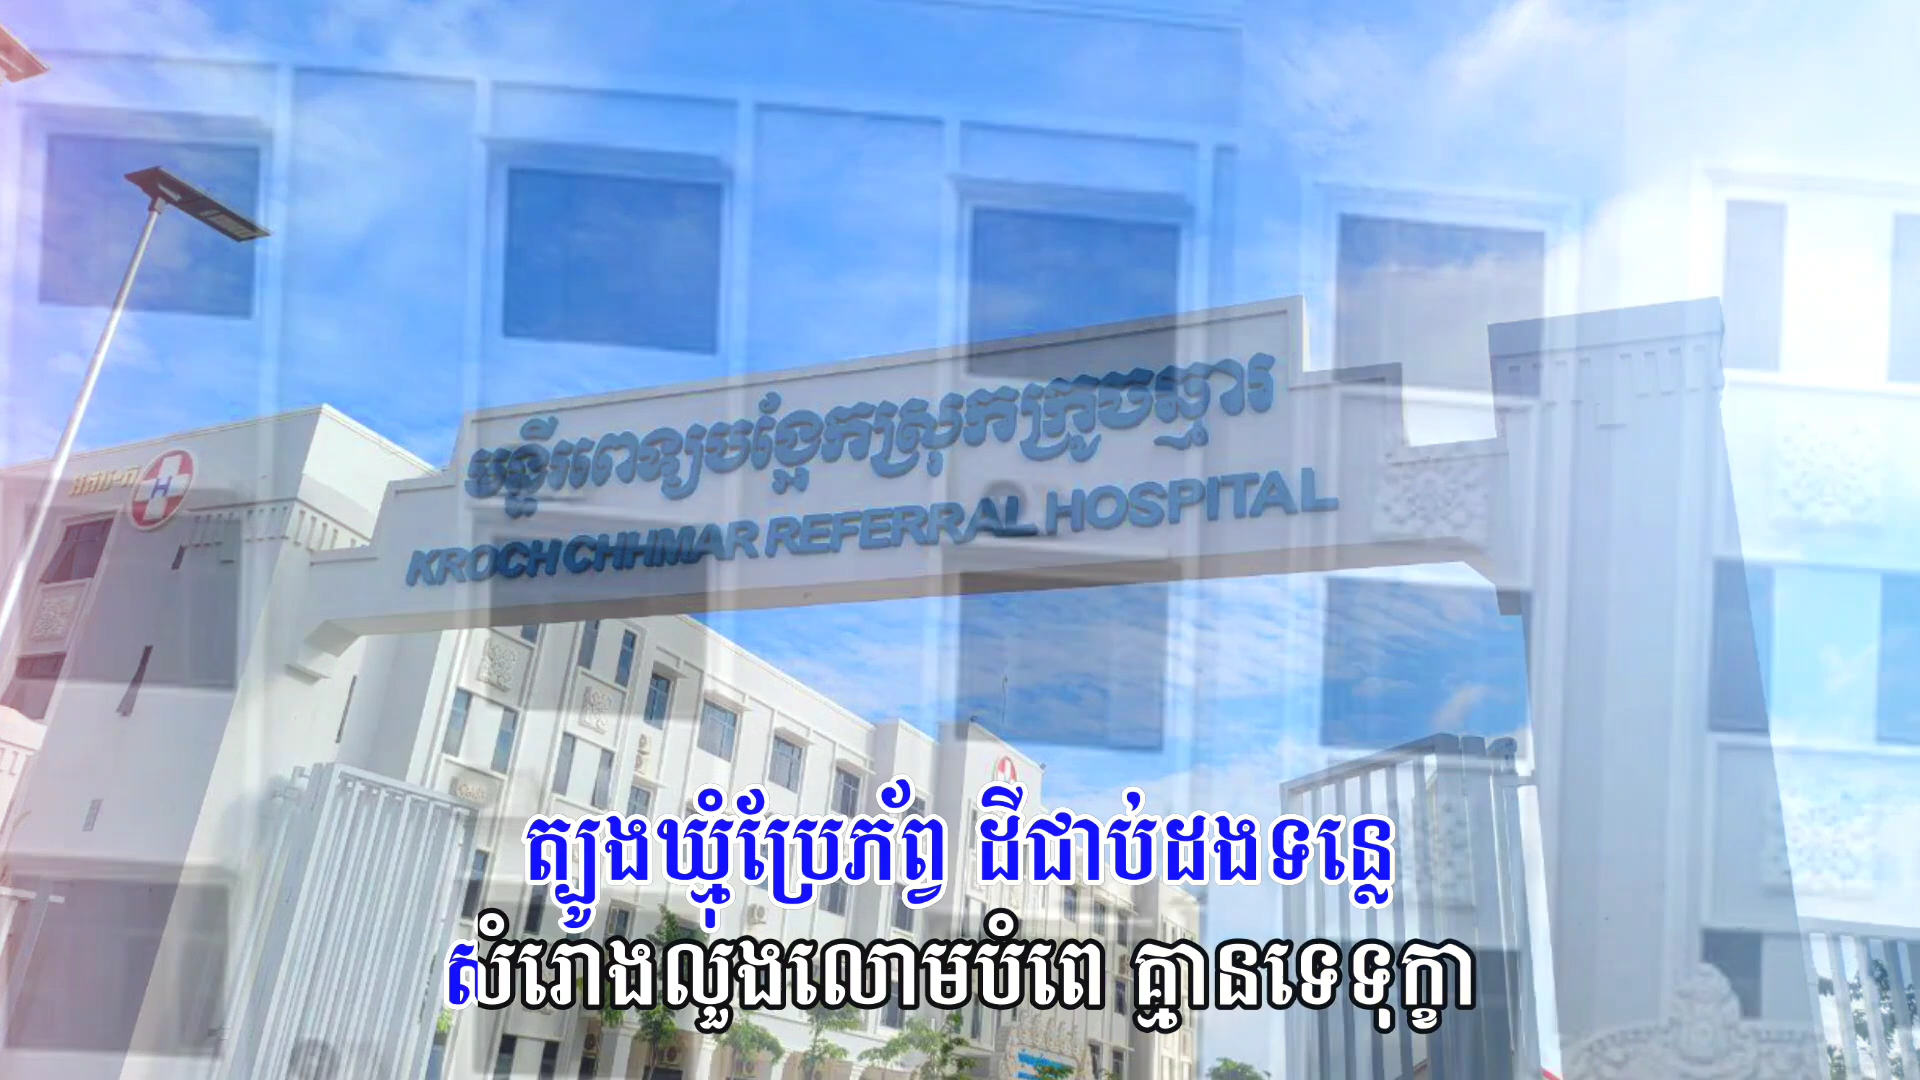 មន្ទីរពេទ្យបង្អែកស្រុកក្រូចឆ្មារ
KROCH CHHMAR REFERRAL HOSPITAL
H
ត្បូងឃ្មុំប្រែភ័ព្វ ដីជាប់ដងទន្លេ
សំរោងលួងលោមបំពេ គ្មានទេទុក្ខា